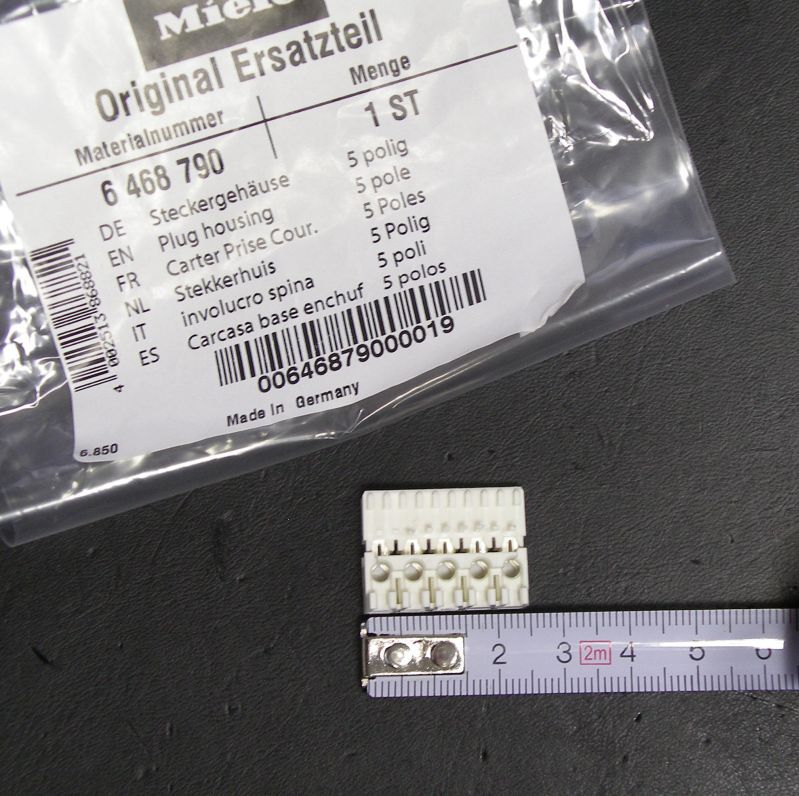 Miele
Original Ersatzteil
Materialnummer Menge
6 468 790 1 ST
DE Steckergehäuse 5 polig
EN Plug housing 5 pole
FR Carter Prise Cour. 5 Poles
NL Stekkerhuis 5 Polig
IT involucro spina 5 poli
ES Carcasa base enchuf 5 polos
00646879000019
Made In Germany
6.850
2 3 2m 4 5 6